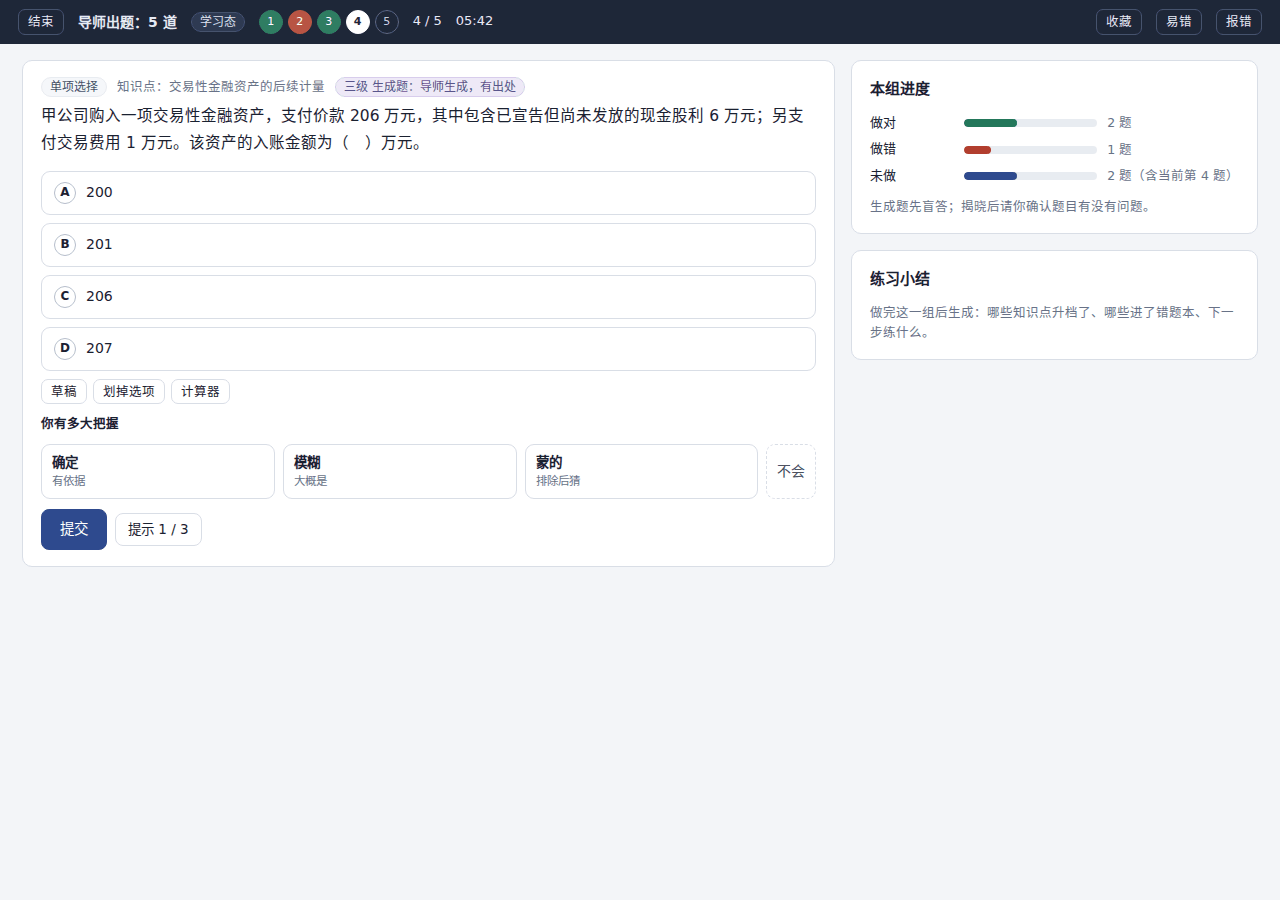 结束 导师出题：5 道 学习态 1 2 3 4 5 4 / 5 05:42 收藏 易错 报错
单项选择 知识点：交易性金融资产的后续计量 三级 生成题：导师生成，有出处
甲公司购入一项交易性金融资产，支付价款 206 万元，其中包含已宣告但尚未发放的现金股利 6 万元；另支
付交易费用 1 万元。该资产的入账金额为（　）万元。
A 200
B 201
C 206
D 207
草稿 划掉选项 计算器
你有多大把握
确定 模糊 蒙的 不会
有依据 大概是 排除后猜
提交 提示 1 / 3
本组进度
做对 2 题
做错 1 题
未做 2 题（含当前第 4 题）
生成题先盲答；揭晓后请你确认题目有没有问题。
练习小结
做完这一组后生成：哪些知识点升档了、哪些进了错题本、下一
步练什么。